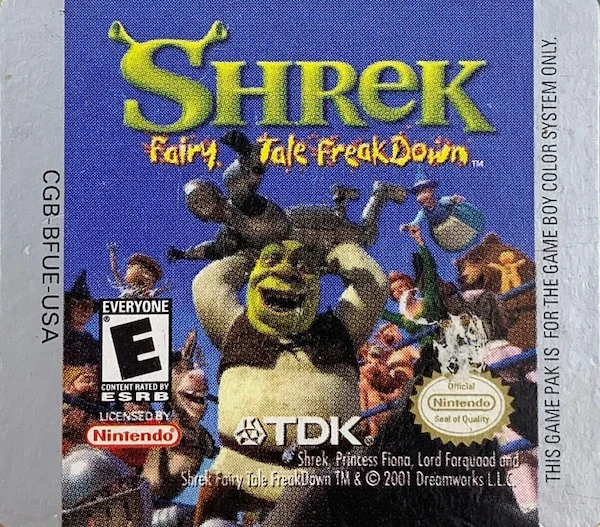 SHReK
Fairy Tale FreakDown TM
CGB-BFUE-USA
THIS GAME PAK IS FOR THE GAME BOY COLOR SYSTEM ONLY.
EVERYONE
E
®
CONTENT RATED BY
ESRB
LICENSED BY
Nintendo®
TDK®
Official
Nintendo
Seal of Quality
Shrek, Princess Fiona, Lord Farquaad and
Shrek Fairy Tale FreakDown TM & © 2001 Dreamworks L.L.C.